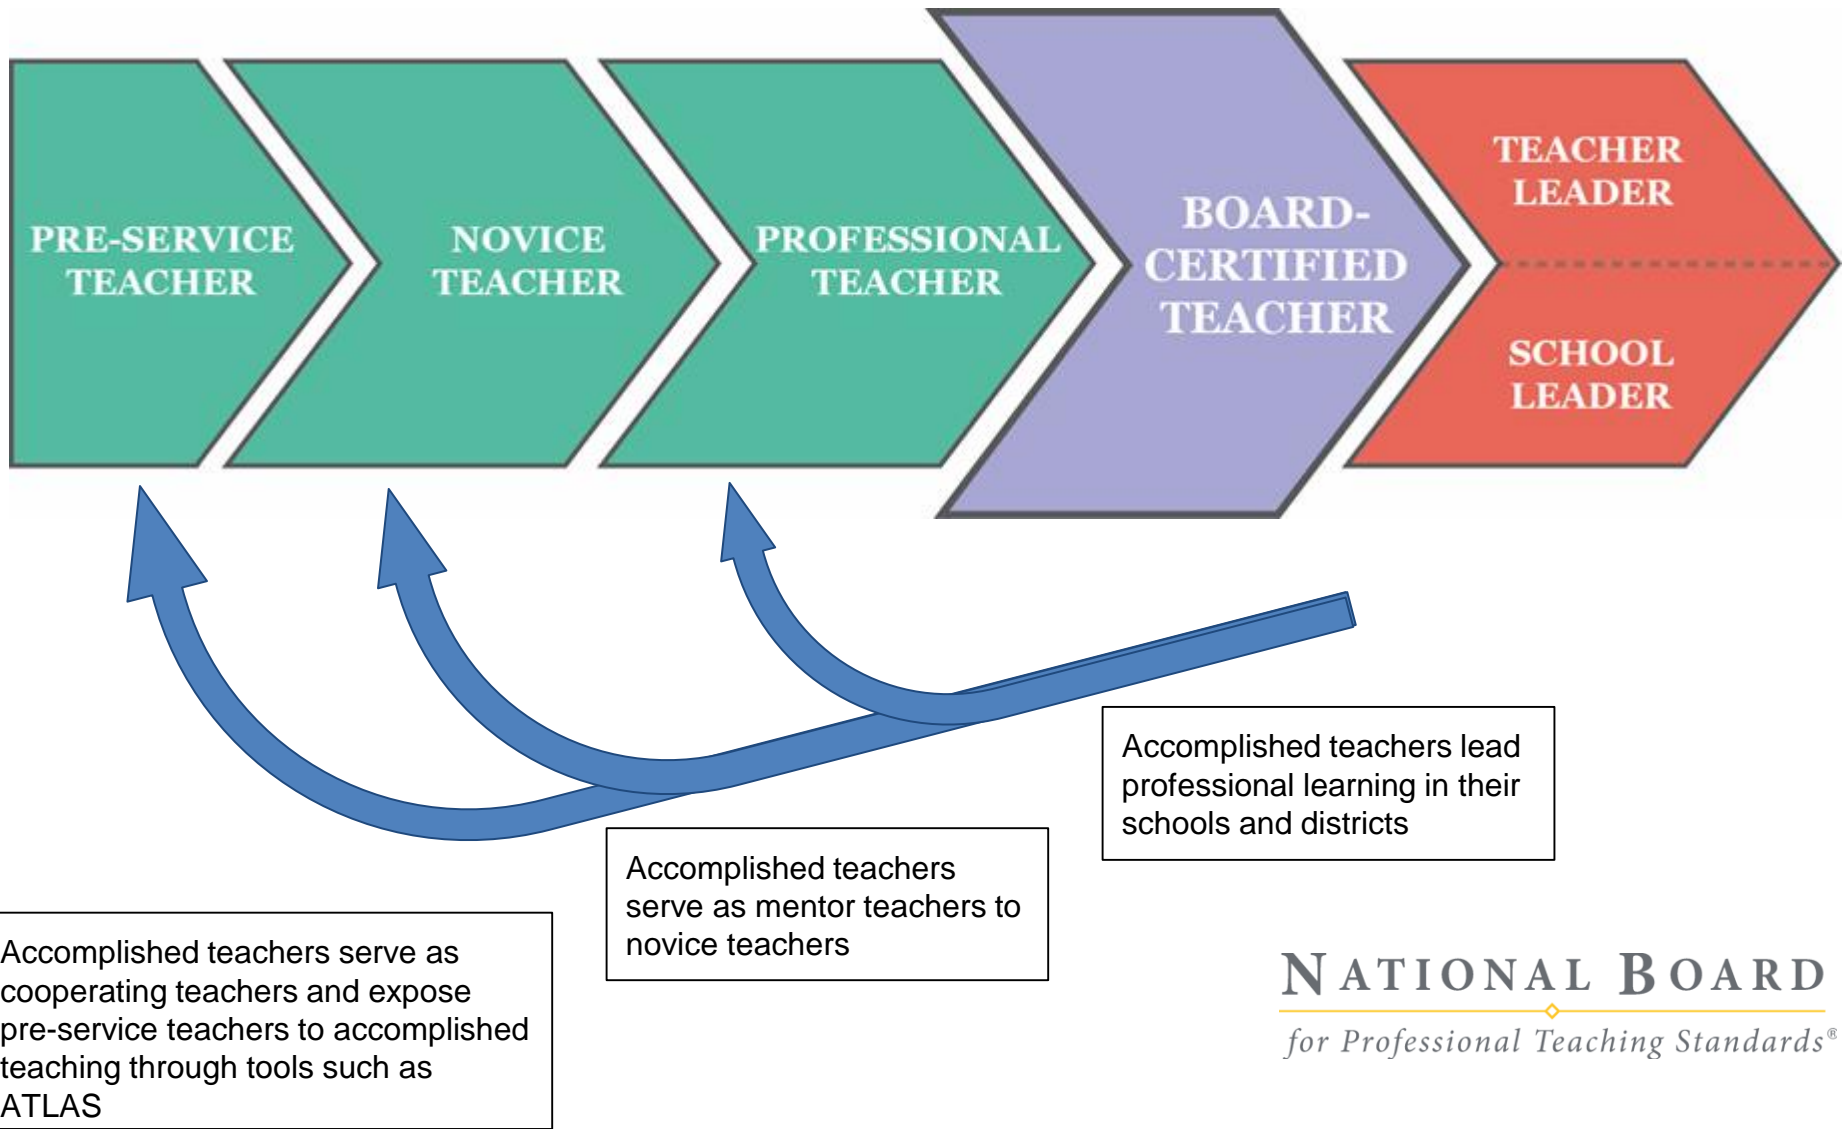 PRE-SERVICE
TEACHER
NOVICE
TEACHER
PROFESSIONAL
TEACHER
BOARD-
CERTIFIED
TEACHER
TEACHER
LEADER
SCHOOL
LEADER
Accomplished teachers lead
professional learning in their
schools and districts
Accomplished teachers
serve as mentor teachers to
novice teachers
Accomplished teachers serve as
cooperating teachers and expose
pre-service teachers to accomplished
teaching through tools such as
ATLAS
NATIONAL BOARD
for Professional Teaching Standards®